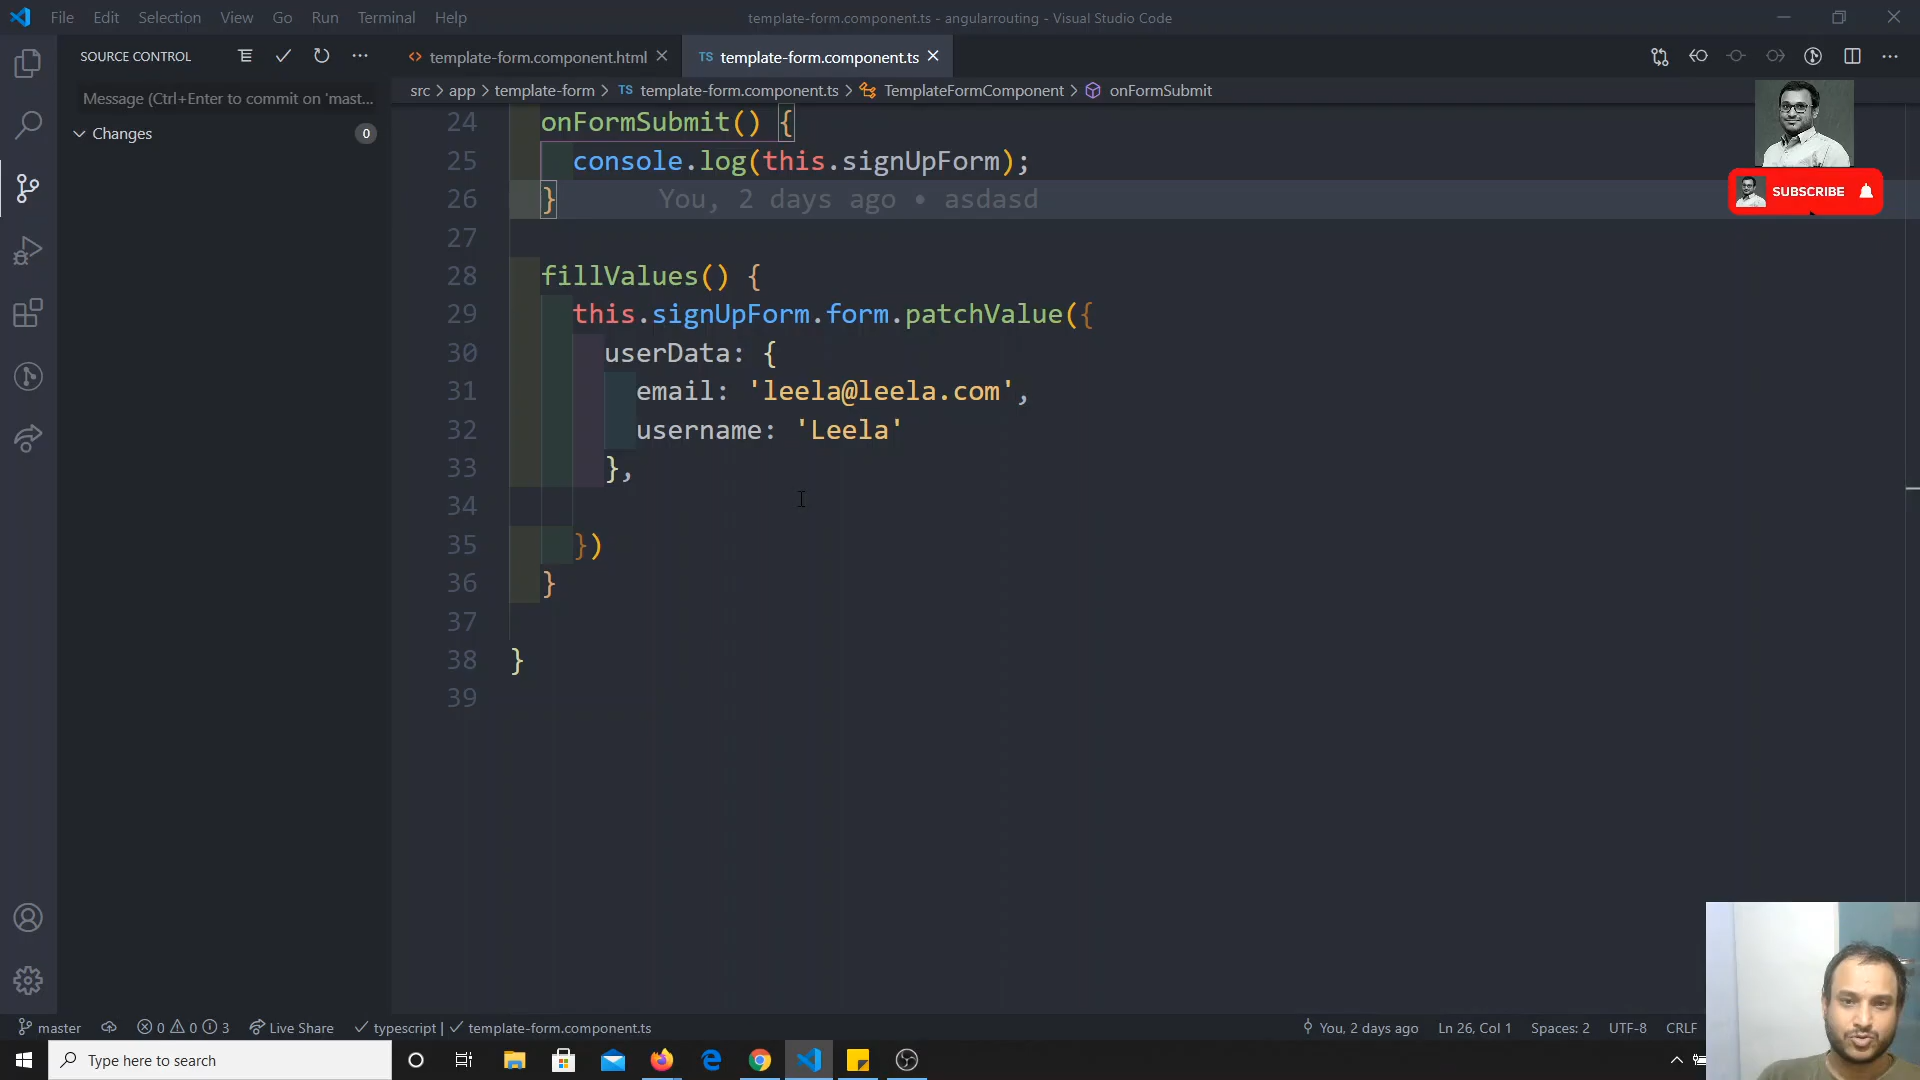 File Edit Selection View Go Run Terminal Help
template-form.component.ts - angularrouting - Visual Studio Code
SOURCE CONTROL
template-form.component.html
TS template-form.component.ts
Message (Ctrl+Enter to commit on 'mast...
src > app > template-form > TS template-form.component.ts > TemplateFormComponent > onFormSubmit
Changes 0
24 onFormSubmit() {
25 console.log(this.signUpForm);
26 } You, 2 days ago • asdasd
27
28 fillValues() {
29 this.signUpForm.form.patchValue({
30 userData: {
31 email: 'leela@leela.com',
32 username: 'Leela'
33 },
34
35 })
36 }
37
38 }
39
SUBSCRIBE
master 0 0 3 Live Share typescript | template-form.component.ts You, 2 days ago Ln 26, Col 1 Spaces: 2 UTF-8 CRLF
Type here to search